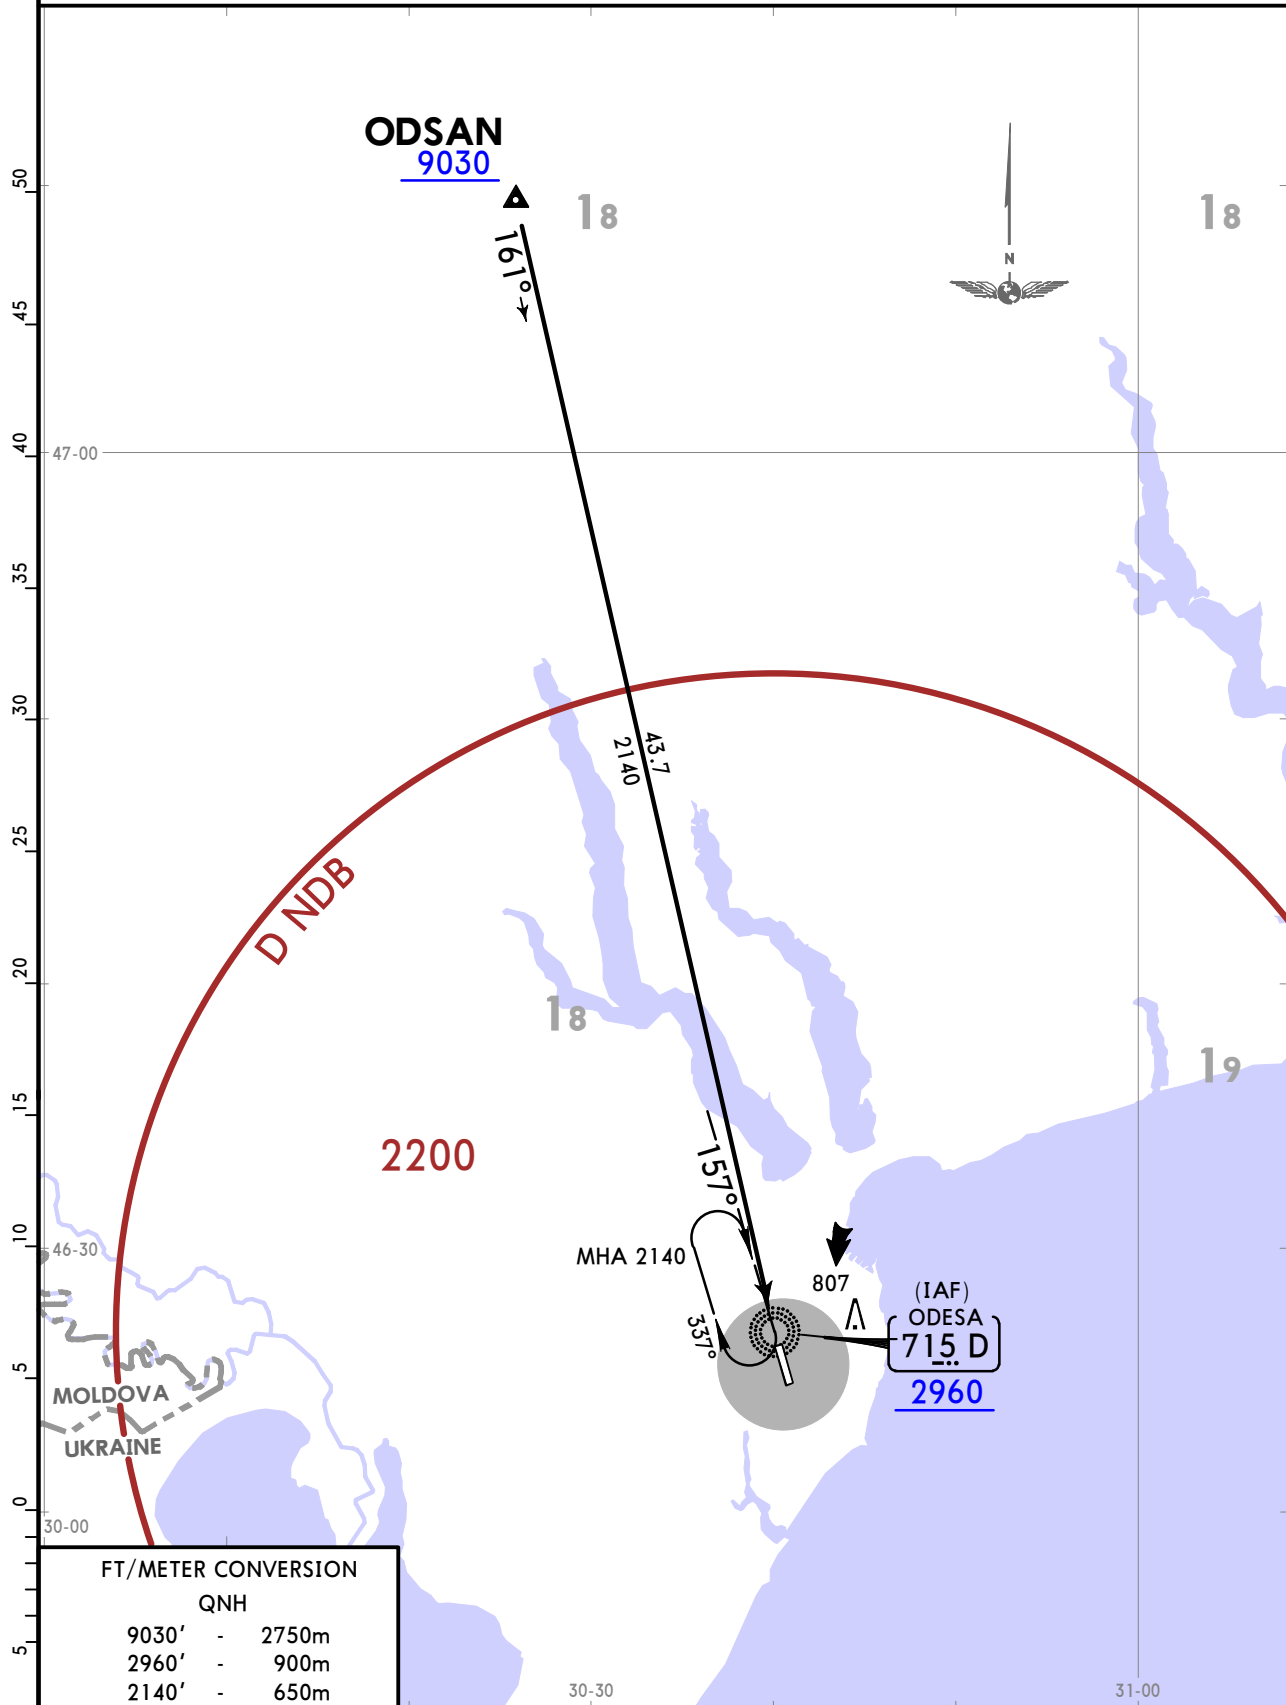 ODSAN
9030
18
18
161°
N
50
45
40
35
30
25
20
15
10
5
0
5
47-00
43.7
2140
D NDB
18
19
2200
157°
46-30
MHA 2140
807
337°
(IAF)
ODESA
715 D
2960
MOLDOVA
UKRAINE
30-00
FT/METER CONVERSION
QNH
9030' - 2750m
2960' - 900m
2140' - 650m
30-30
31-00